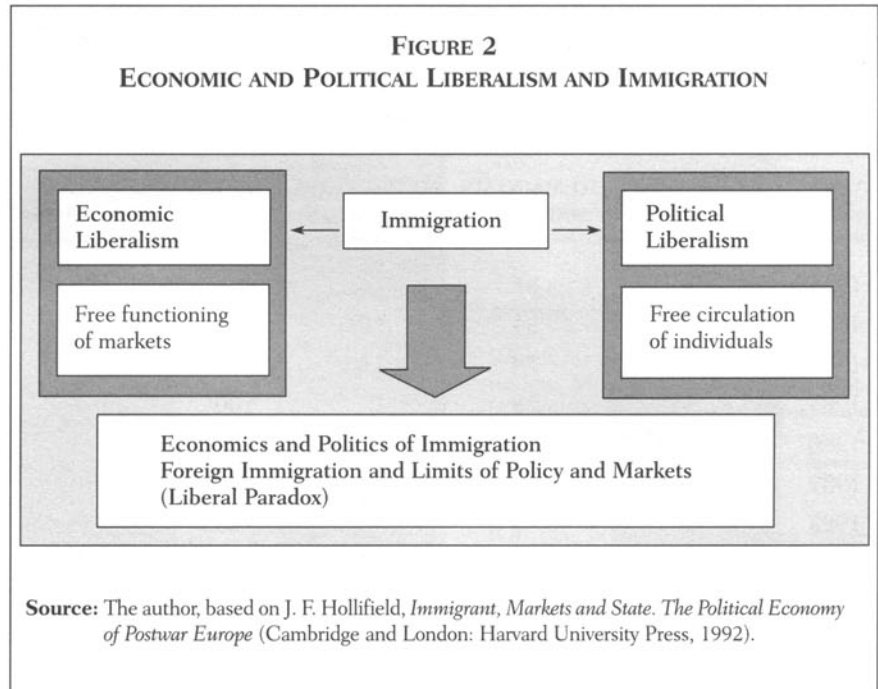 FIGURE 2
ECONOMIC AND POLITICAL LIBERALISM AND IMMIGRATION
Economic
Liberalism
Free functioning
of markets
Immigration
Political
Liberalism
Free circulation
of individuals
Economics and Politics of Immigration
Foreign Immigration and Limits of Policy and Markets
(Liberal Paradox)
Source: The author, based on J. F. Hollifield, Immigrant, Markets and State. The Political Economy
of Postwar Europe (Cambridge and London: Harvard University Press, 1992).